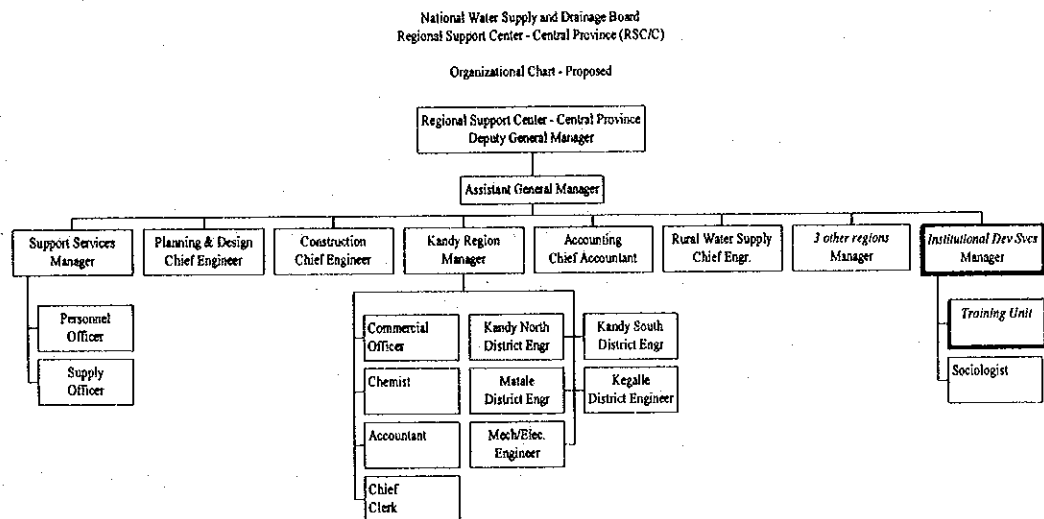 National Water Supply and Drainage Board
Regional Support Center - Central Province (RSC/C)
Organizational Chart - Proposed
Regional Support Center - Central Province
Deputy General Manager
Assistant General Manager
Support Services
Manager
Planning & Design
Chief Engineer
Construction
Chief Engineer
Kandy Region
Manager
Accounting
Chief Accountant
Rural Water Supply
Chief Engr.
3 other regions
Manager
Institutional Dev Svcs
Manager
Personnel
Officer
Supply
Officer
Commercial
Officer
Chemist
Accountant
Chief
Clerk
Kandy North
District Engr
Matale
District Engr
Mech/Elec.
Engineer
Kandy South
District Engr
Kegalle
District Engineer
Training Unit
Sociologist